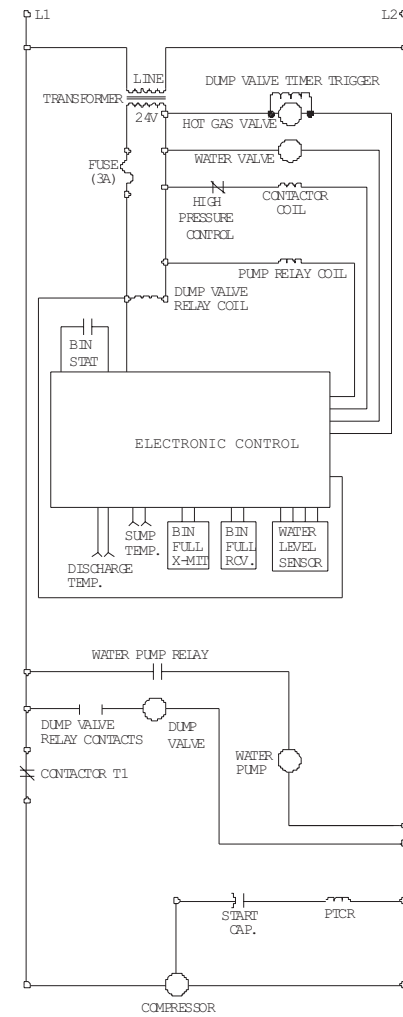 L1
L2
LINE
DUMP VALVE TIMER TRIGGER
TRANSFORMER
24V
HOT GAS VALVE
FUSE
(3A)
WATER VALVE
HIGH
PRESSURE
CONTROL
CONTACTOR
COIL
PUMP RELAY COIL
DUMP VALVE
RELAY COIL
BIN
STAT
ELECTRONIC CONTROL
DISCHARGE
TEMP.
SUMP
TEMP.
BIN
FULL
X-MIT
BIN
FULL
RCV.
WATER
LEVEL
SENSOR
WATER PUMP RELAY
DUMP VALVE
RELAY CONTACTS
DUMP
VALVE
WATER
PUMP
CONTACTOR T1
START
CAP.
PTCR
COMPRESSOR